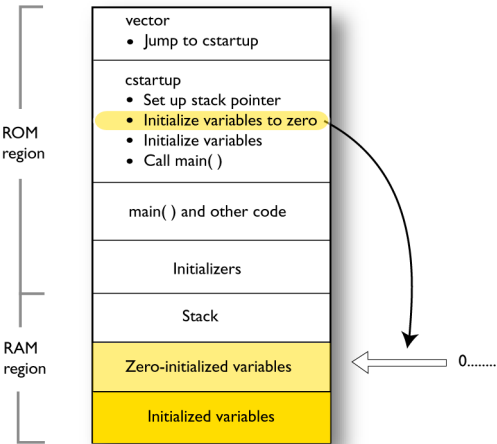 vector
• Jump to cstartup
cstartup
• Set up stack pointer
• Initialize variables to zero
• Initialize variables
• Call main( )
ROM
region
main( ) and other code
Initializers
Stack
RAM
region
Zero-initialized variables
0........
Initialized variables